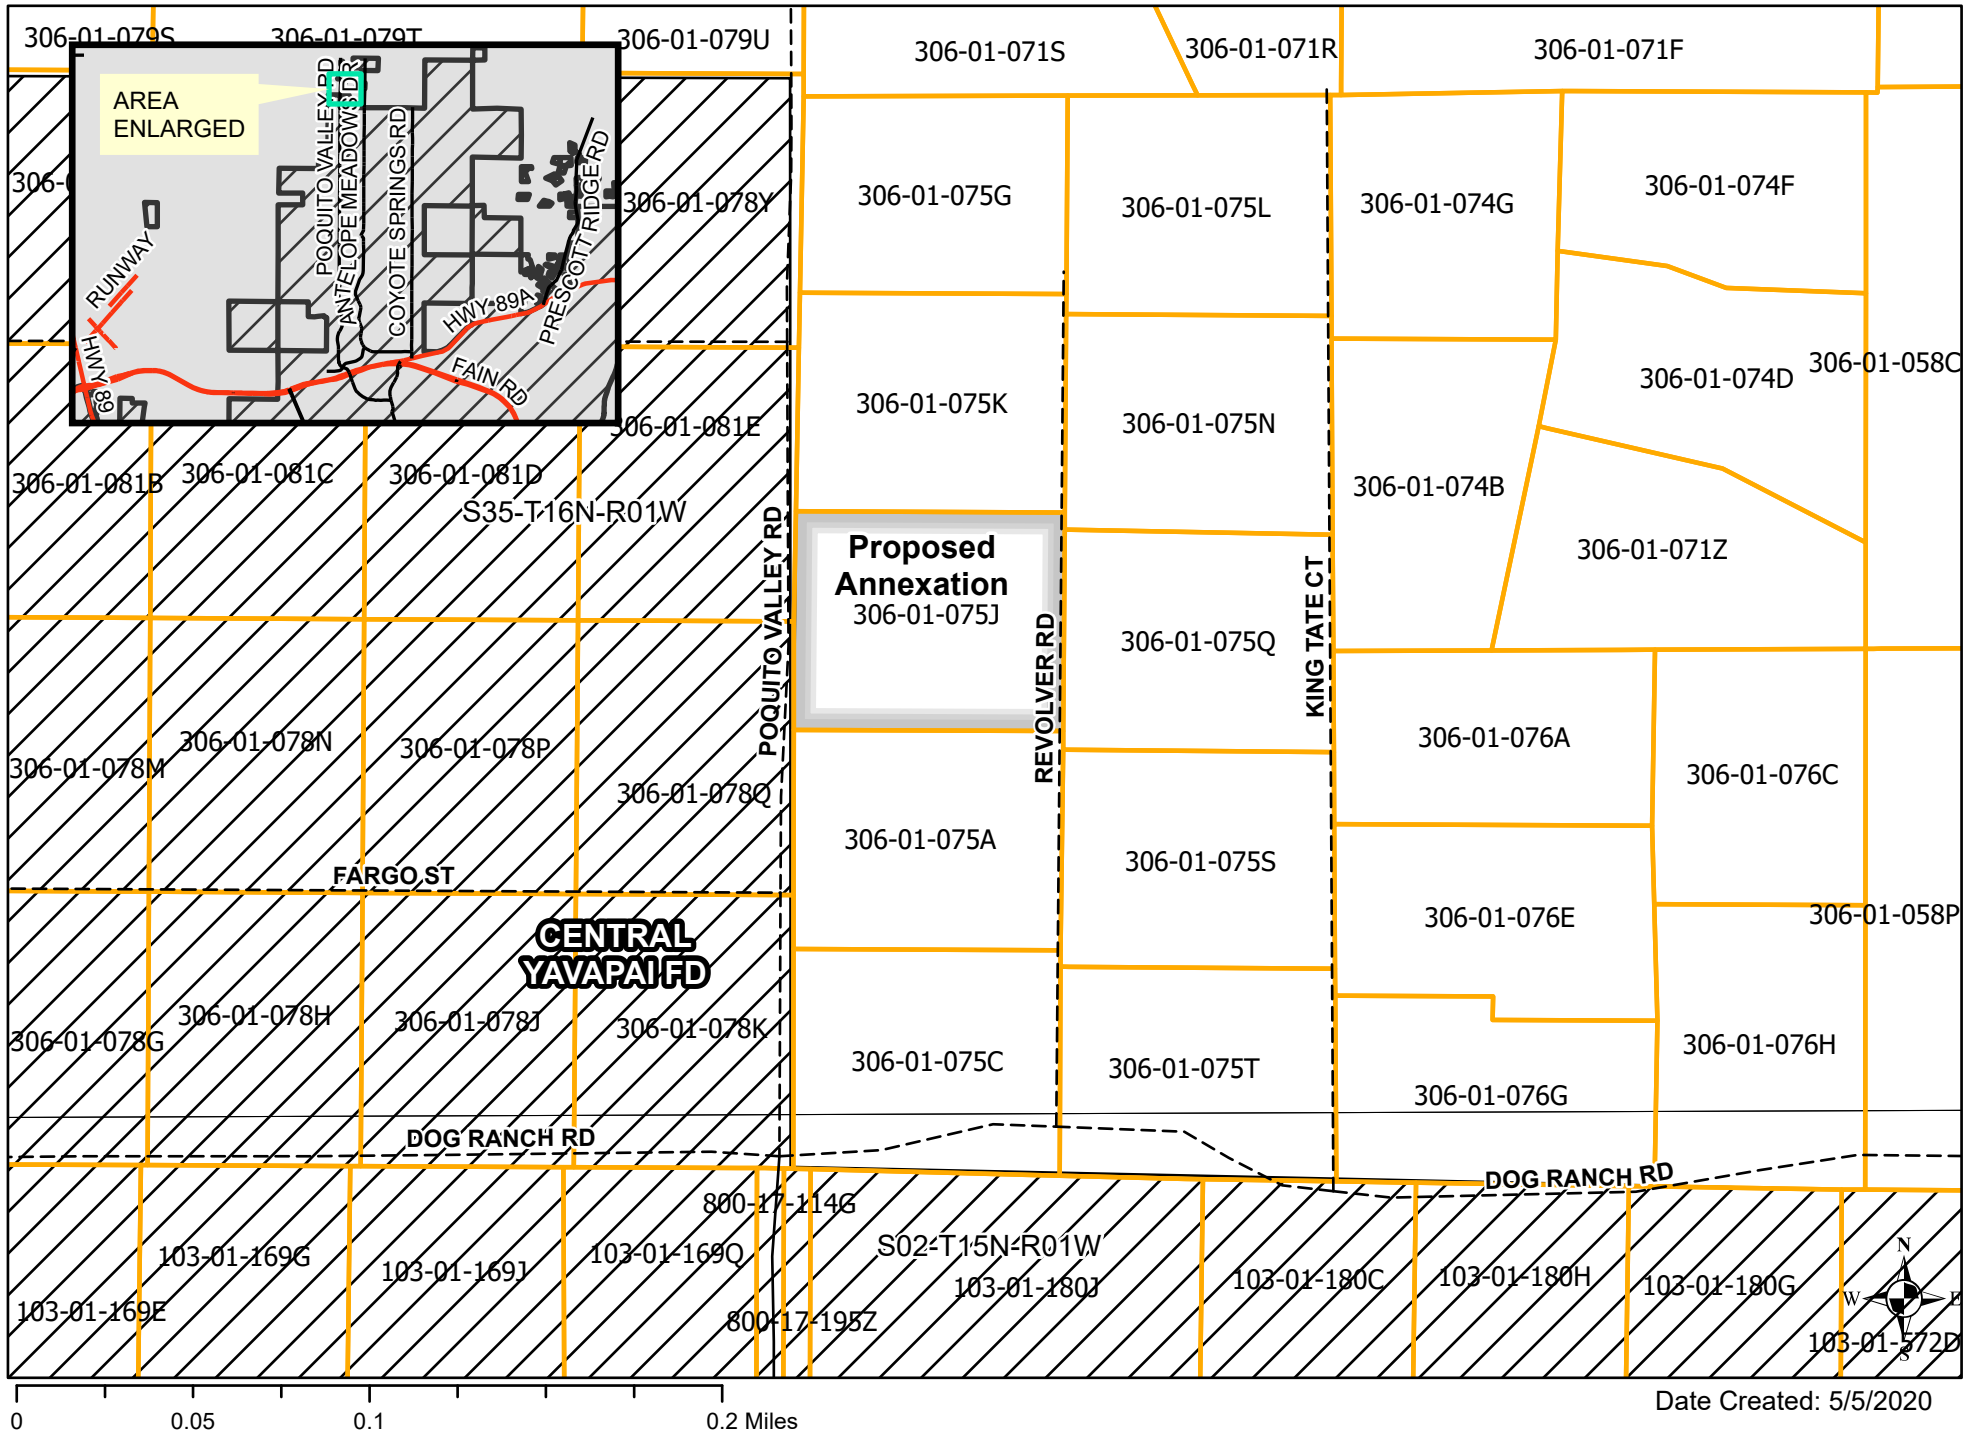 306-01-079S
306-01-079T
306-01-079U
306-01-071S
306-01-071R
306-01-071F
AREA
ENLARGED
POQUITO VALLEY RD
ANTELOPE MEADOWS DR
COYOTE SPRINGS RD
PRESCOTT RIDGE RD
RUNWAY
HWY 89A
HWY 89
FAIN RD
306-01-078Y
306-01-075G
306-01-075L
306-01-074G
306-01-074F
306-01-075K
306-01-075N
306-01-074D
306-01-058C
306-01-081E
306-01-081B
306-01-081C
306-01-081D
S35-T16N-R01W
306-01-074B
306-01-071Z
Proposed
Annexation
306-01-075J
POQUITO VALLEY RD
REVOLVER RD
KING TATE CT
306-01-075Q
306-01-078M
306-01-078N
306-01-078P
306-01-078Q
306-01-076A
306-01-076C
306-01-075A
306-01-075S
FARGO ST
CENTRAL
YAVAPAI FD
306-01-076E
306-01-058P
306-01-078G
306-01-078H
306-01-078J
306-01-078K
306-01-075C
306-01-075T
306-01-076G
306-01-076H
DOG RANCH RD
DOG RANCH RD
800-17-114G
103-01-169E
103-01-169G
103-01-169J
103-01-169Q
S02-T15N-R01W
103-01-180J
103-01-180C
103-01-180H
103-01-180G
800-17-195Z
103-01-572D
N
W
E
S
0
0.05
0.1
0.2 Miles
Date Created: 5/5/2020